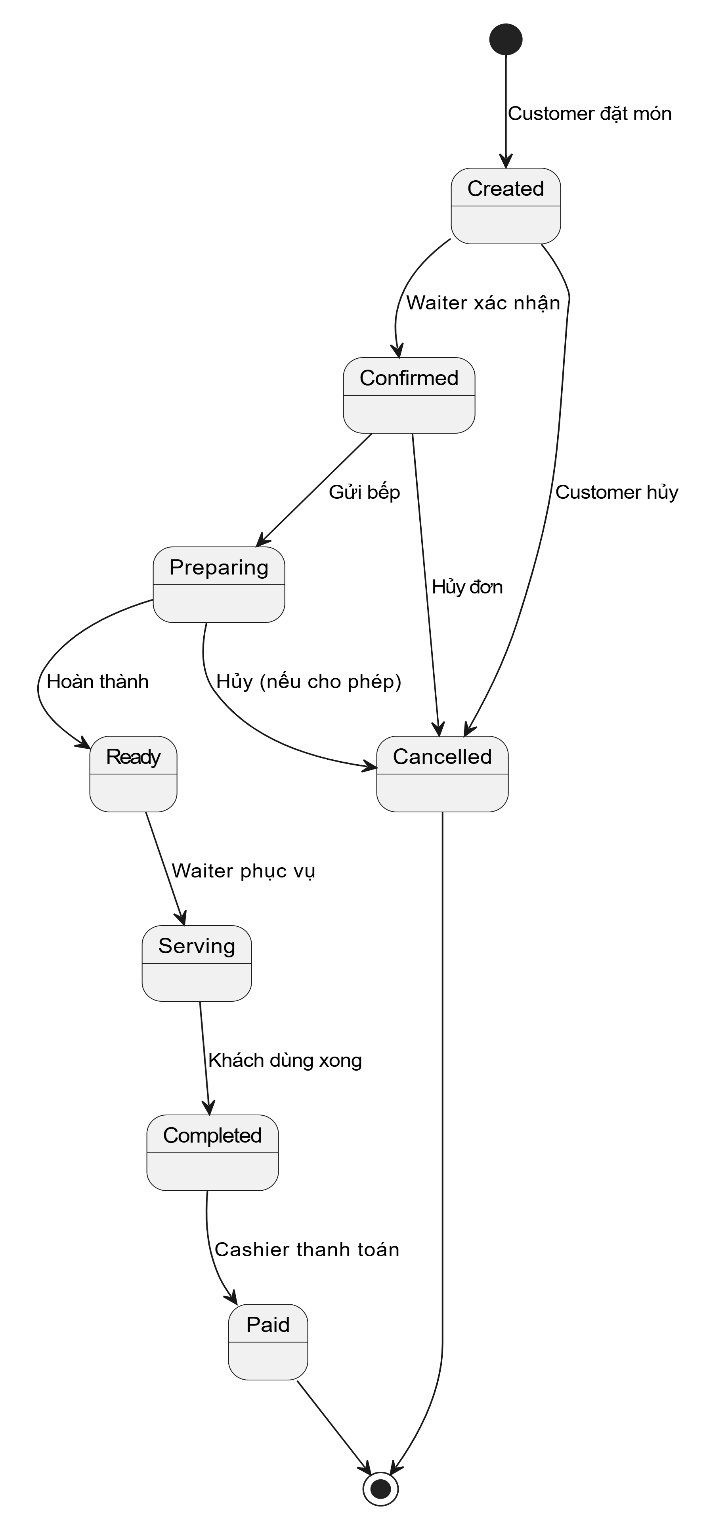 Customer đặt món
Created
Waiter xác nhận
Confirmed
Gửi bếp
Customer hủy
Preparing
Hủy đơn
Hoàn thành
Hủy (nếu cho phép)
Ready
Cancelled
Waiter phục vụ
Serving
Khách dùng xong
Completed
Cashier thanh toán
Paid